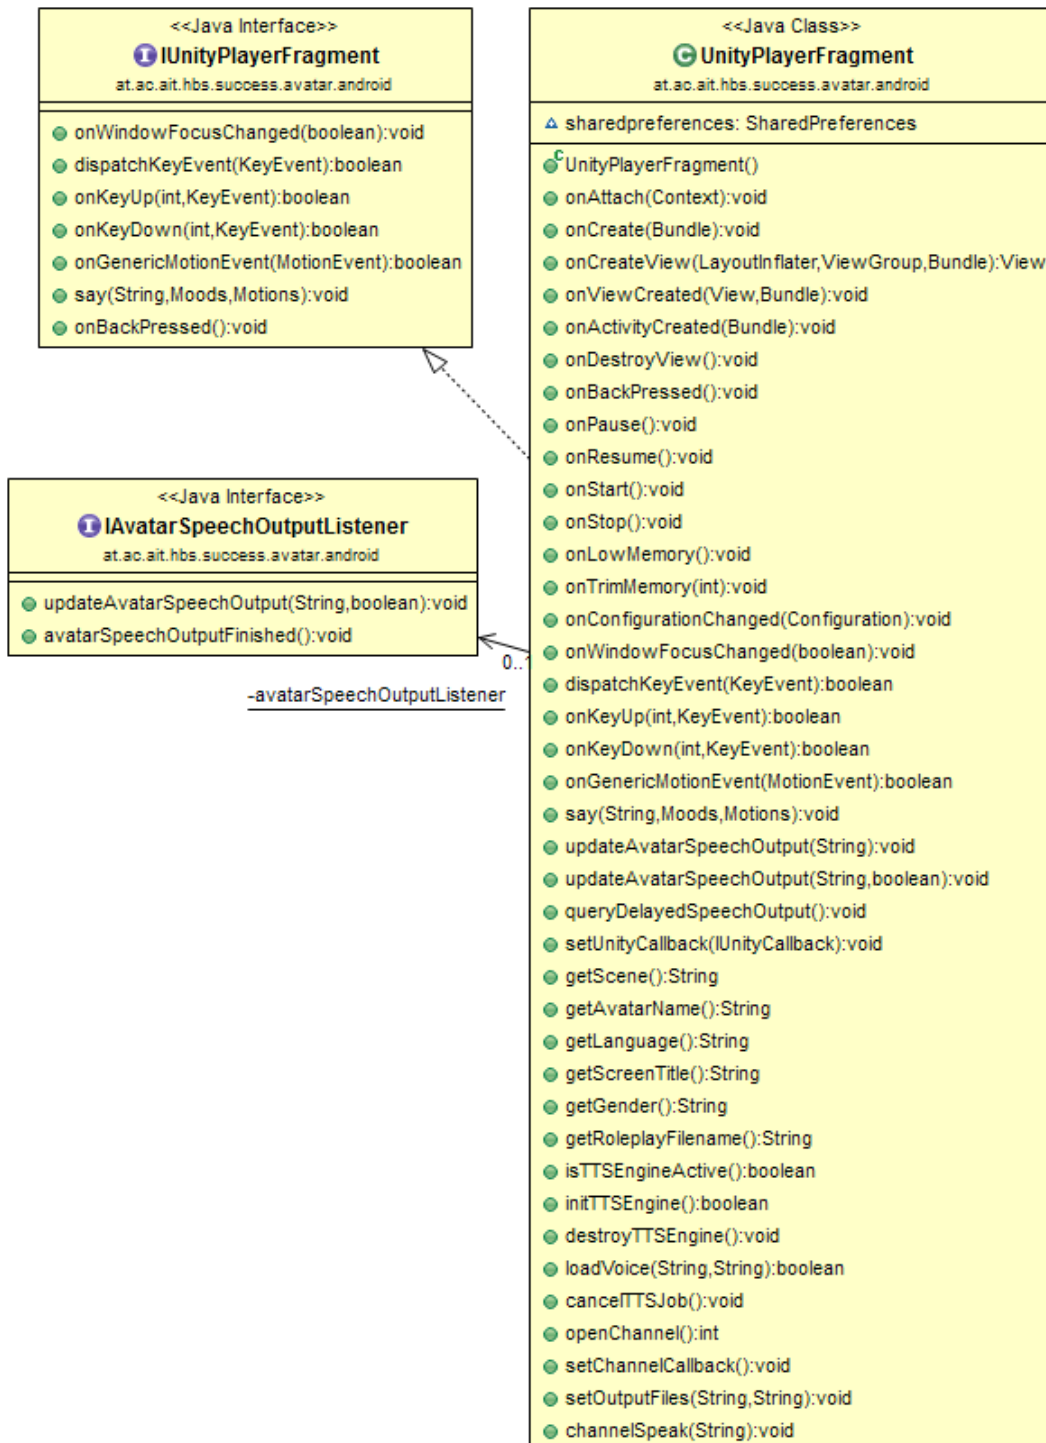 <<Java Interface>>
IUnityPlayerFragment
at.ac.ait.hbs.success.avatar.android
onWindowFocusChanged(boolean):void
dispatchKeyEvent(KeyEvent):boolean
onKeyUp(int,KeyEvent):boolean
onKeyDown(int,KeyEvent):boolean
onGenericMotionEvent(MotionEvent):boolean
say(String,Moods,Motions):void
onBackPressed():void
<<Java Interface>>
IAvatarSpeechOutputListener
at.ac.ait.hbs.success.avatar.android
updateAvatarSpeechOutput(String,boolean):void
avatarSpeechOutputFinished():void
0..1
-avatarSpeechOutputListener
<<Java Class>>
UnityPlayerFragment
at.ac.ait.hbs.success.avatar.android
sharedpreferences: SharedPreferences
UnityPlayerFragment()
onAttach(Context):void
onCreate(Bundle):void
onCreateView(LayoutInflater,ViewGroup,Bundle):View
onViewCreated(View,Bundle):void
onActivityCreated(Bundle):void
onDestroyView():void
onBackPressed():void
onPause():void
onResume():void
onStart():void
onStop():void
onLowMemory():void
onTrimMemory(int):void
onConfigurationChanged(Configuration):void
onWindowFocusChanged(boolean):void
dispatchKeyEvent(KeyEvent):boolean
onKeyUp(int,KeyEvent):boolean
onKeyDown(int,KeyEvent):boolean
onGenericMotionEvent(MotionEvent):boolean
say(String,Moods,Motions):void
updateAvatarSpeechOutput(String):void
updateAvatarSpeechOutput(String,boolean):void
queryDelayedSpeechOutput():void
setUnityCallback(IUnityCallback):void
getScene():String
getAvatarName():String
getLanguage():String
getScreenTitle():String
getGender():String
getRoleplayFilename():String
isTTSEngineActive():boolean
initTTSEngine():boolean
destroyTTSEngine():void
loadVoice(String,String):boolean
cancelTTSJob():void
openChannel():int
setChannelCallback():void
setOutputFiles(String,String):void
channelSpeak(String):void